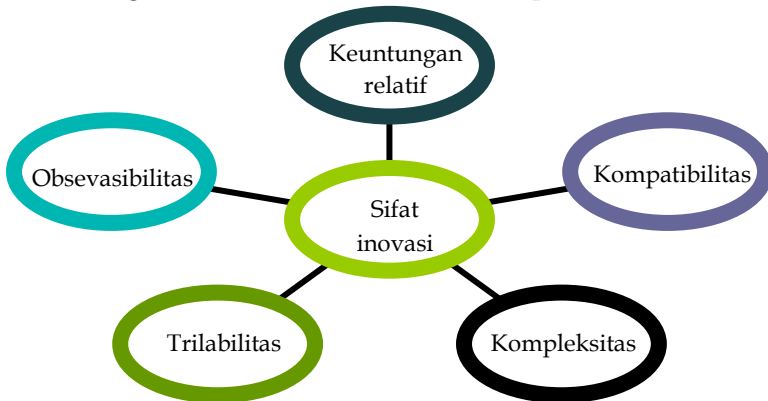 Keuntungan
relatif
Obsevasibilitas
Kompatibilitas
Sifat
inovasi
Trilabilitas
Kompleksitas